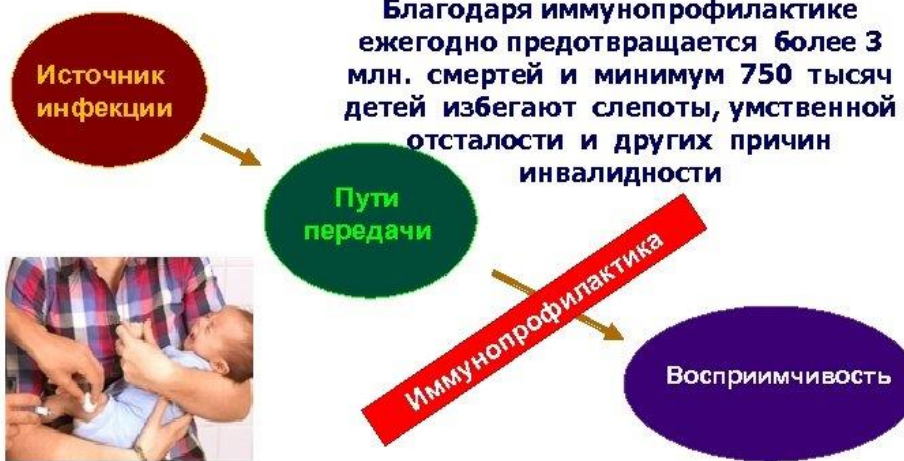 Благодаря иммунопрофилактике
ежегодно предотвращается более 3
млн. смертей и минимум 750 тысяч
детей избегают слепоты, умственной
отсталости и других причин
инвалидности
Источник
инфекции
Пути
передачи
Иммунопрофилактика
Восприимчивость